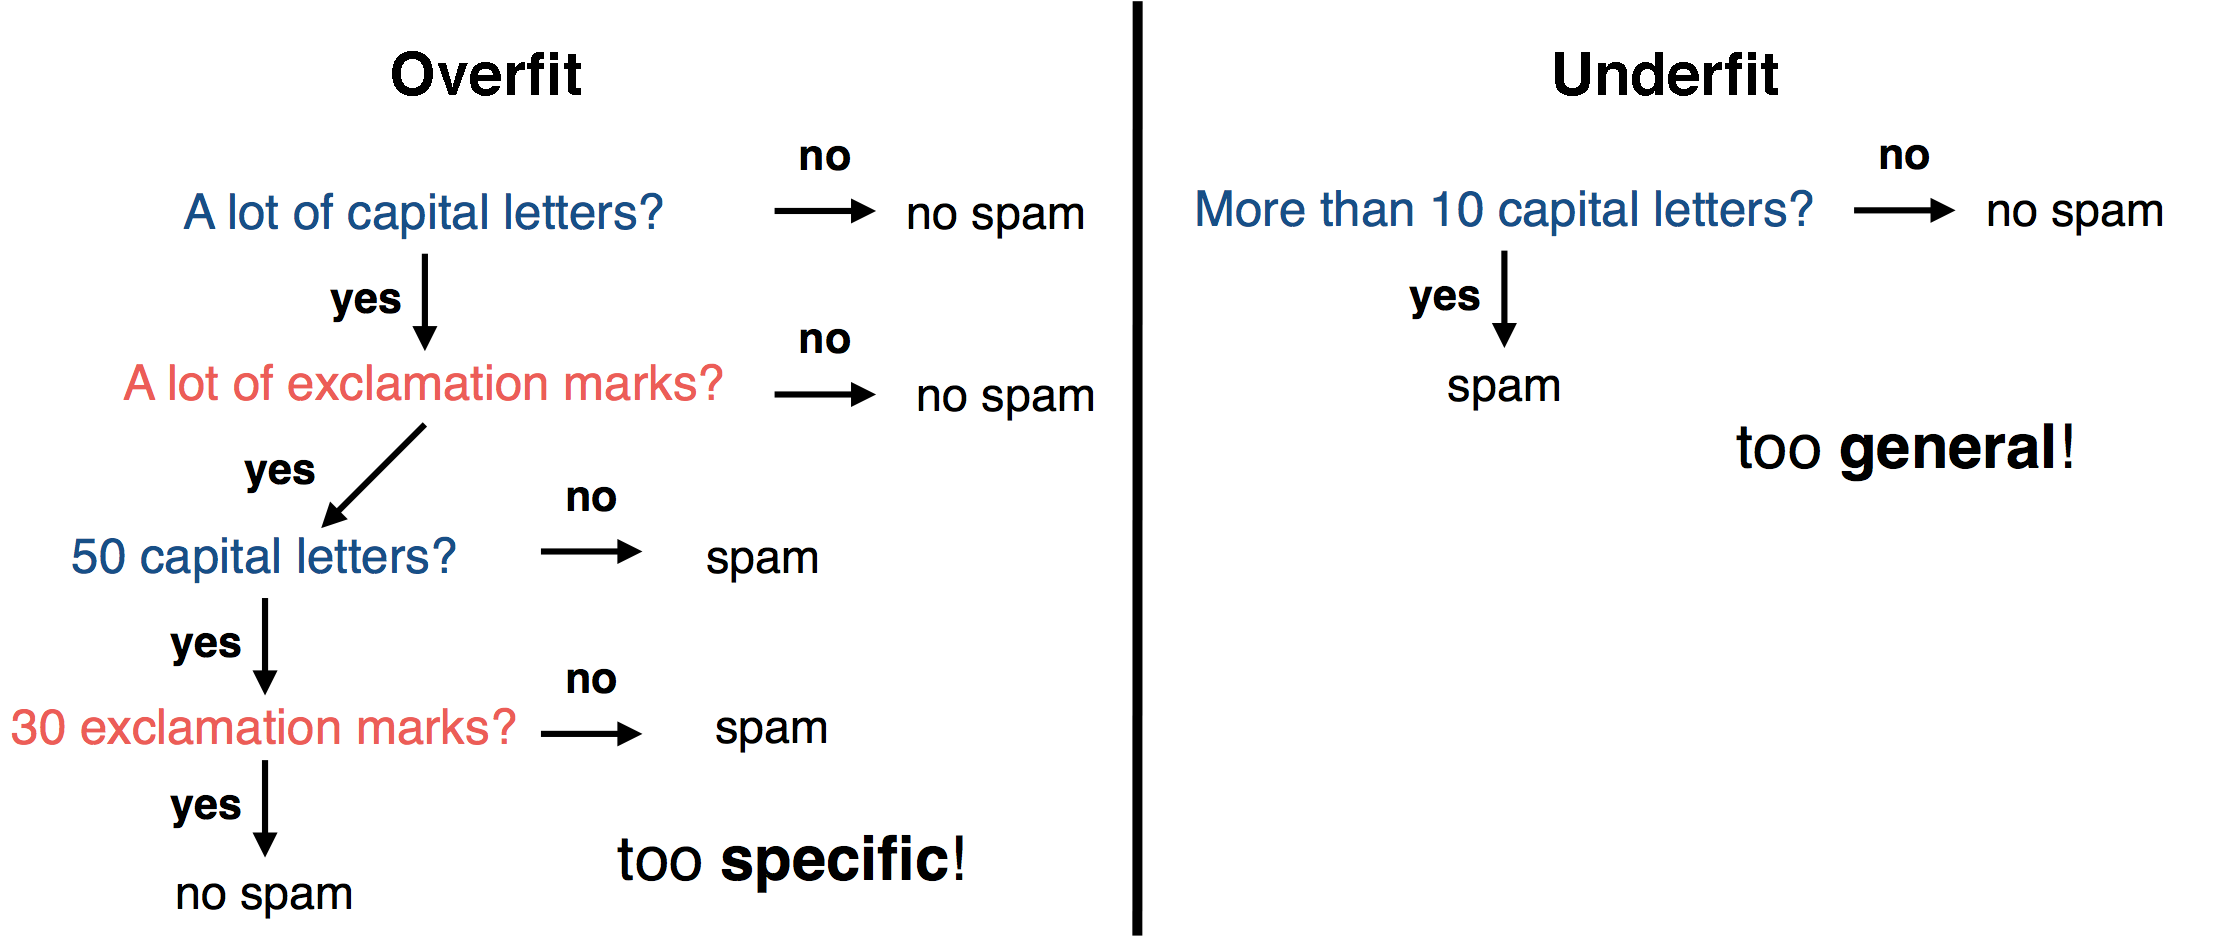 Overfit
no
A lot of capital letters?
no spam
yes
no
A lot of exclamation marks?
no spam
yes
no
50 capital letters?
spam
yes
no
30 exclamation marks?
spam
yes
too specific!
no spam
Underfit
no
More than 10 capital letters?
no spam
yes
spam
too general!